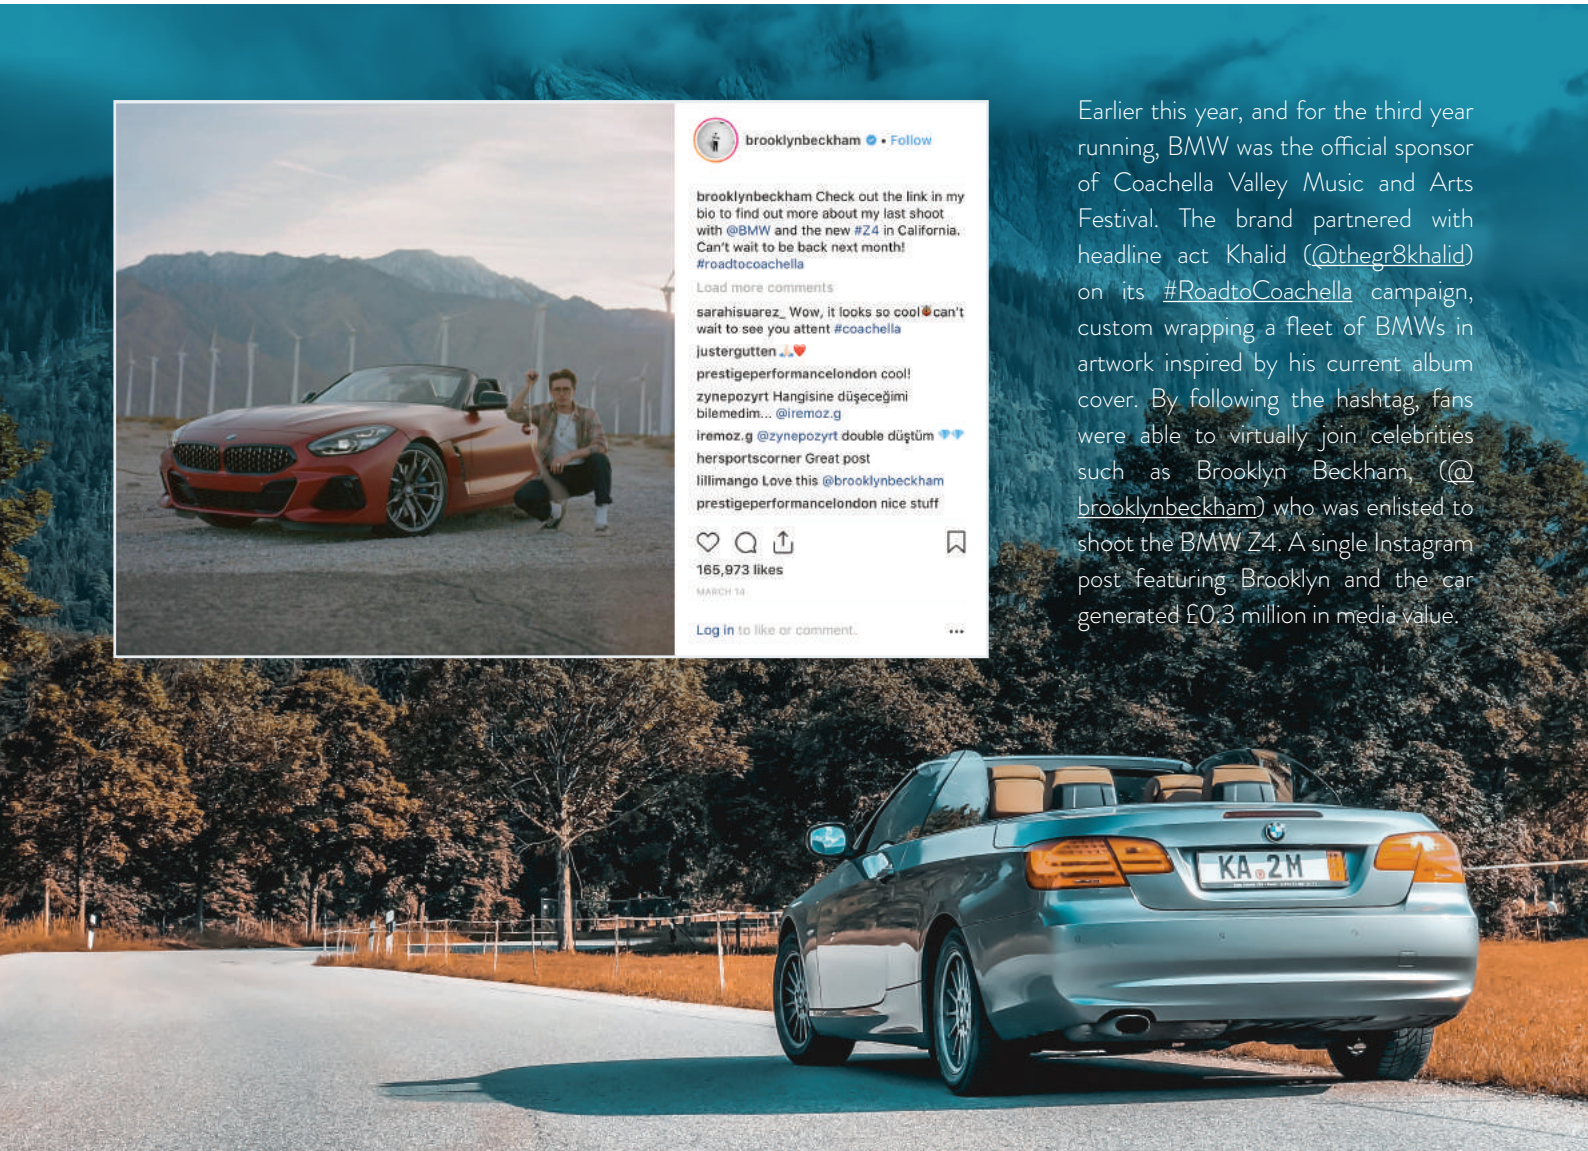 brooklynbeckham • Follow
brooklynbeckham Check out the link in my
bio to find out more about my last shoot
with @BMW and the new #Z4 in California.
Can't wait to be back next month!
#roadtocoachella
Load more comments
sarahisuarez_ Wow, it looks so cool can't
wait to see you attent #coachella
justergutten 🙏🏻❤️
prestigeperformancelondon cool!
zynepozyrt Hangisine düşeceğimi
bilemedim... @iremoz.g
iremoz.g @zynepozyrt double düştüm 💎💎
hersportscorner Great post
lillimango Love this @brooklynbeckham
prestigeperformancelondon nice stuff
165,973 likes
MARCH 14
Log in to like or comment.
Earlier this year, and for the third year
running, BMW was the official sponsor
of Coachella Valley Music and Arts
Festival. The brand partnered with
headline act Khalid (@thegr8khalid)
on its #RoadtoCoachella campaign,
custom wrapping a fleet of BMWs in
artwork inspired by his current album
cover. By following the hashtag, fans
were able to virtually join celebrities
such as Brooklyn Beckham, (@
brooklynbeckham) who was enlisted to
shoot the BMW Z4. A single Instagram
post featuring Brooklyn and the car
generated £0.3 million in media value.
KA 2M